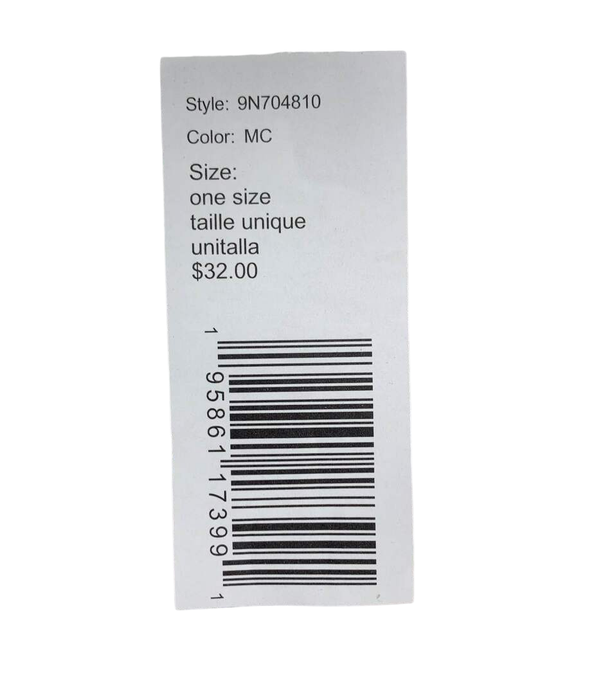 Style: 9N704810
Color: MC
Size:
one size
taille unique
unitalla
$32.00
1 95861 17399 1